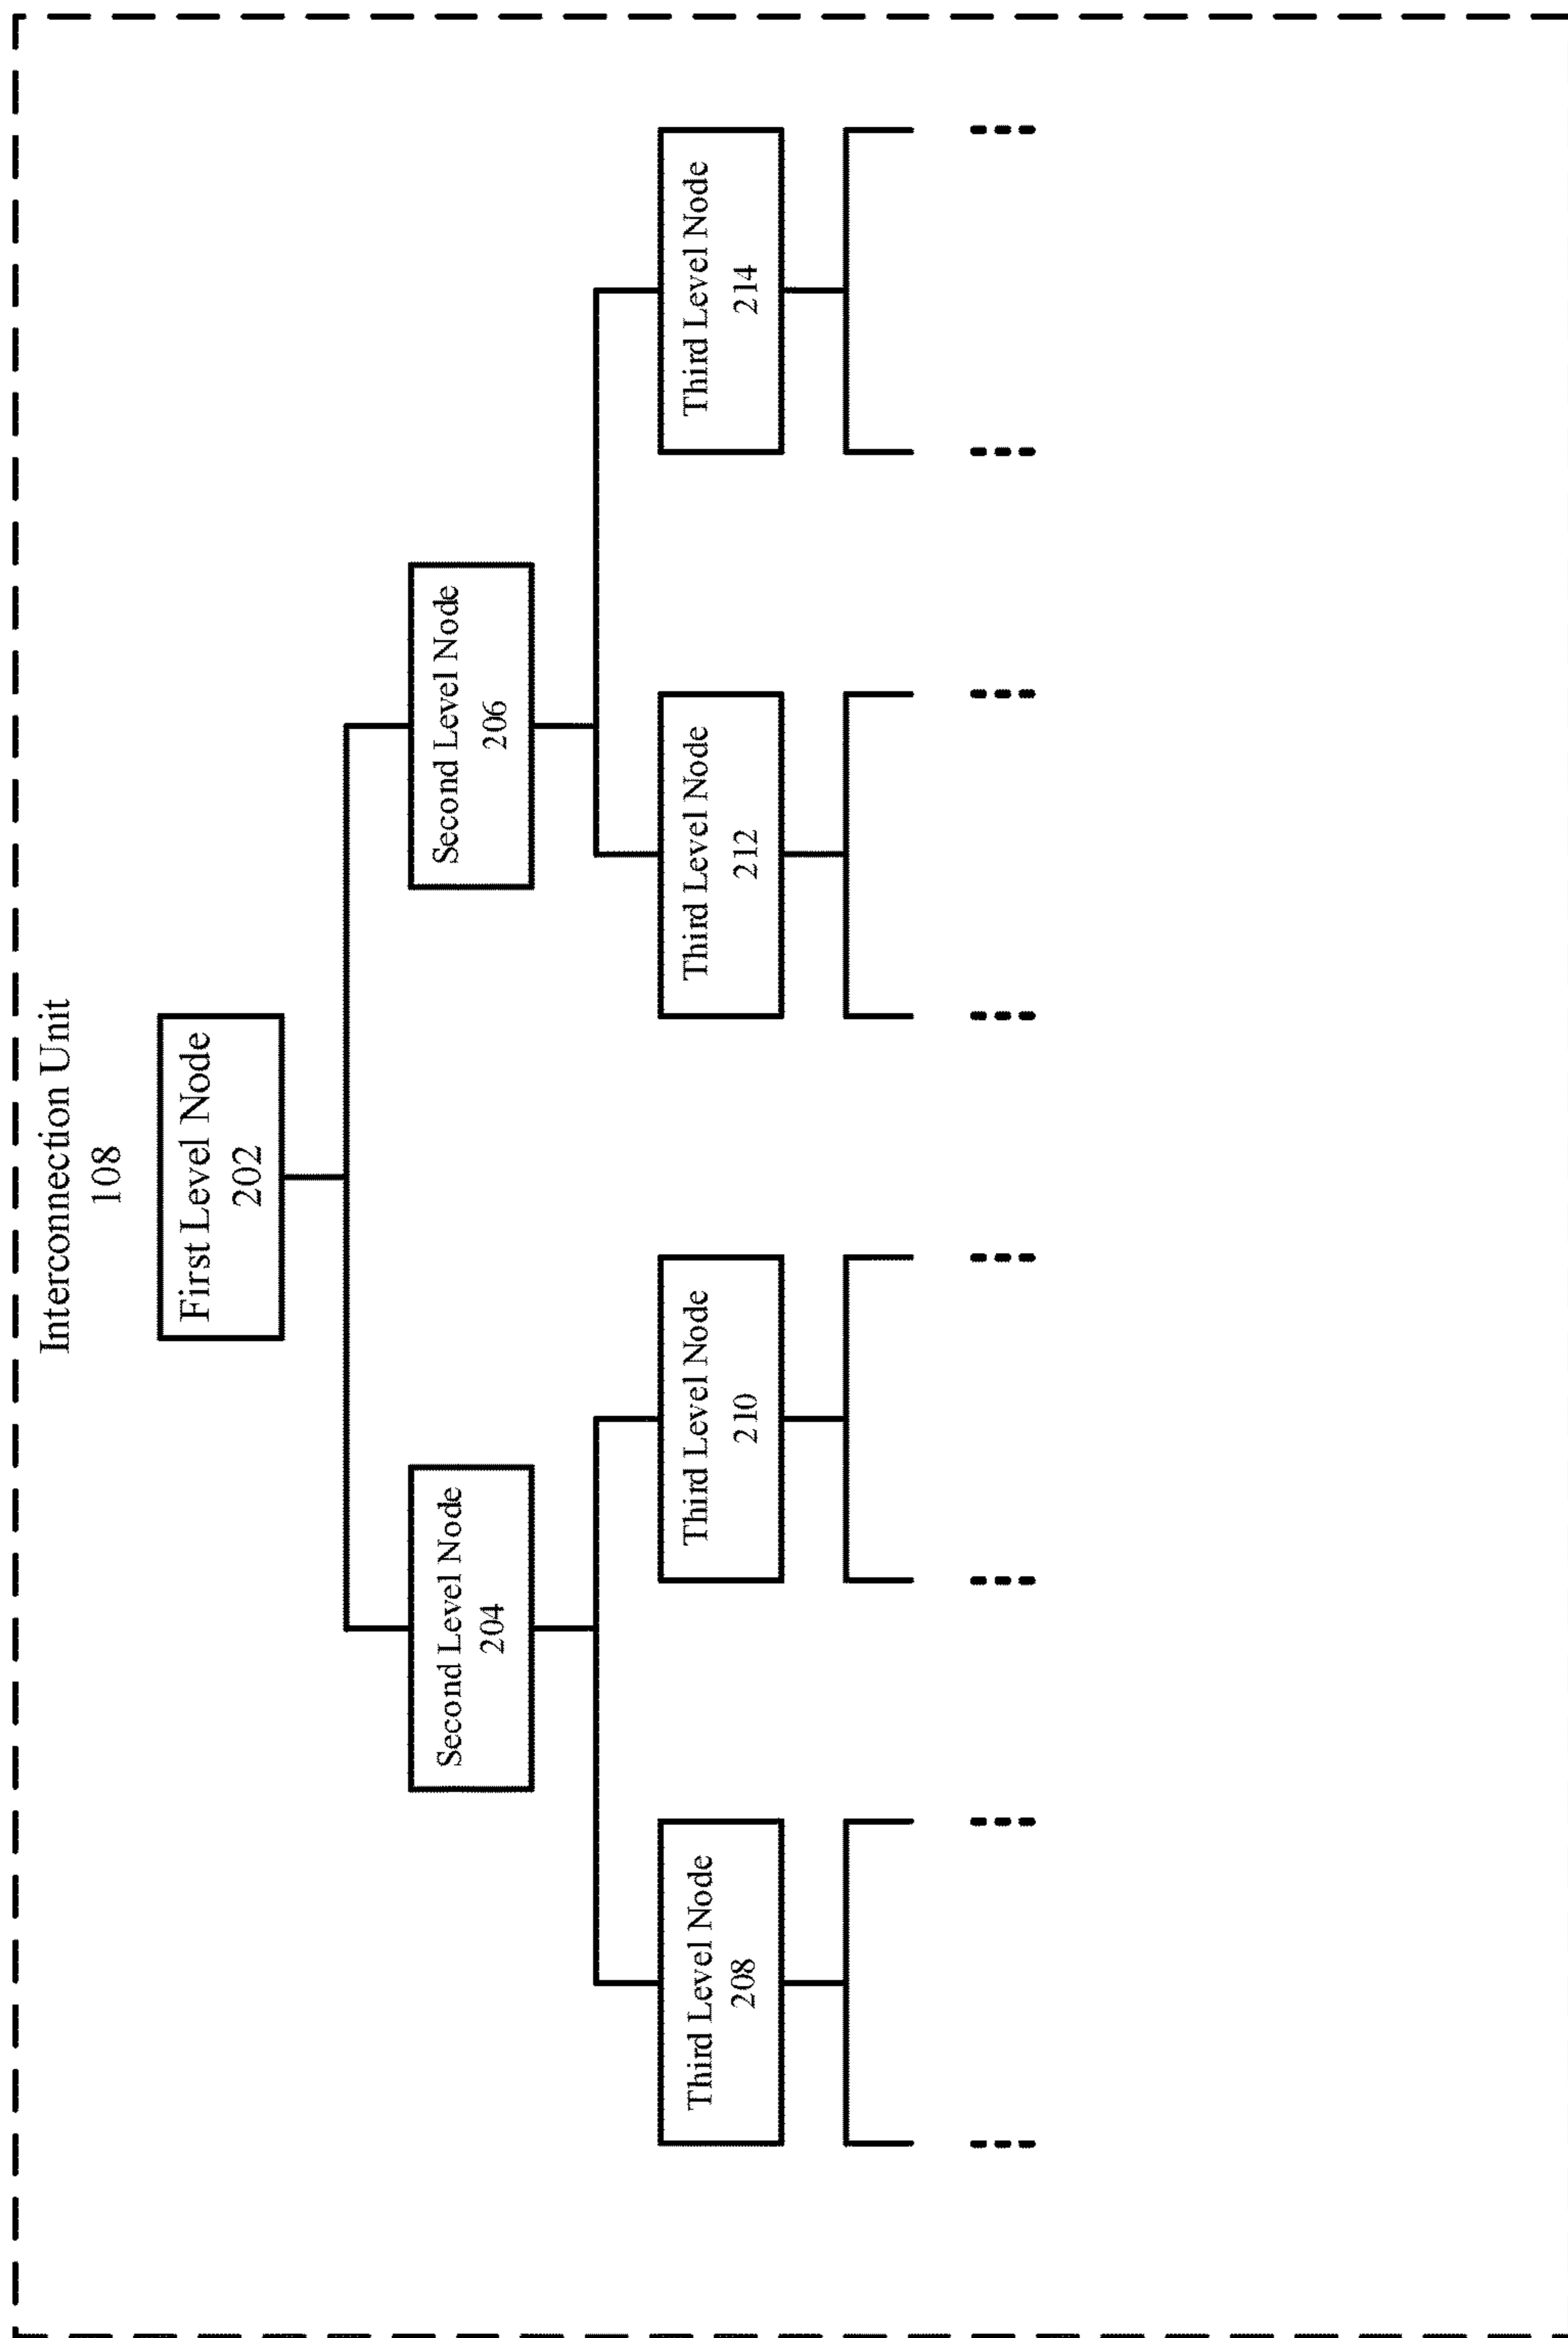 Interconnection Unit
108
First Level Node
202
Second Level Node
204
Second Level Node
206
Third Level Node
208
Third Level Node
210
Third Level Node
212
Third Level Node
214